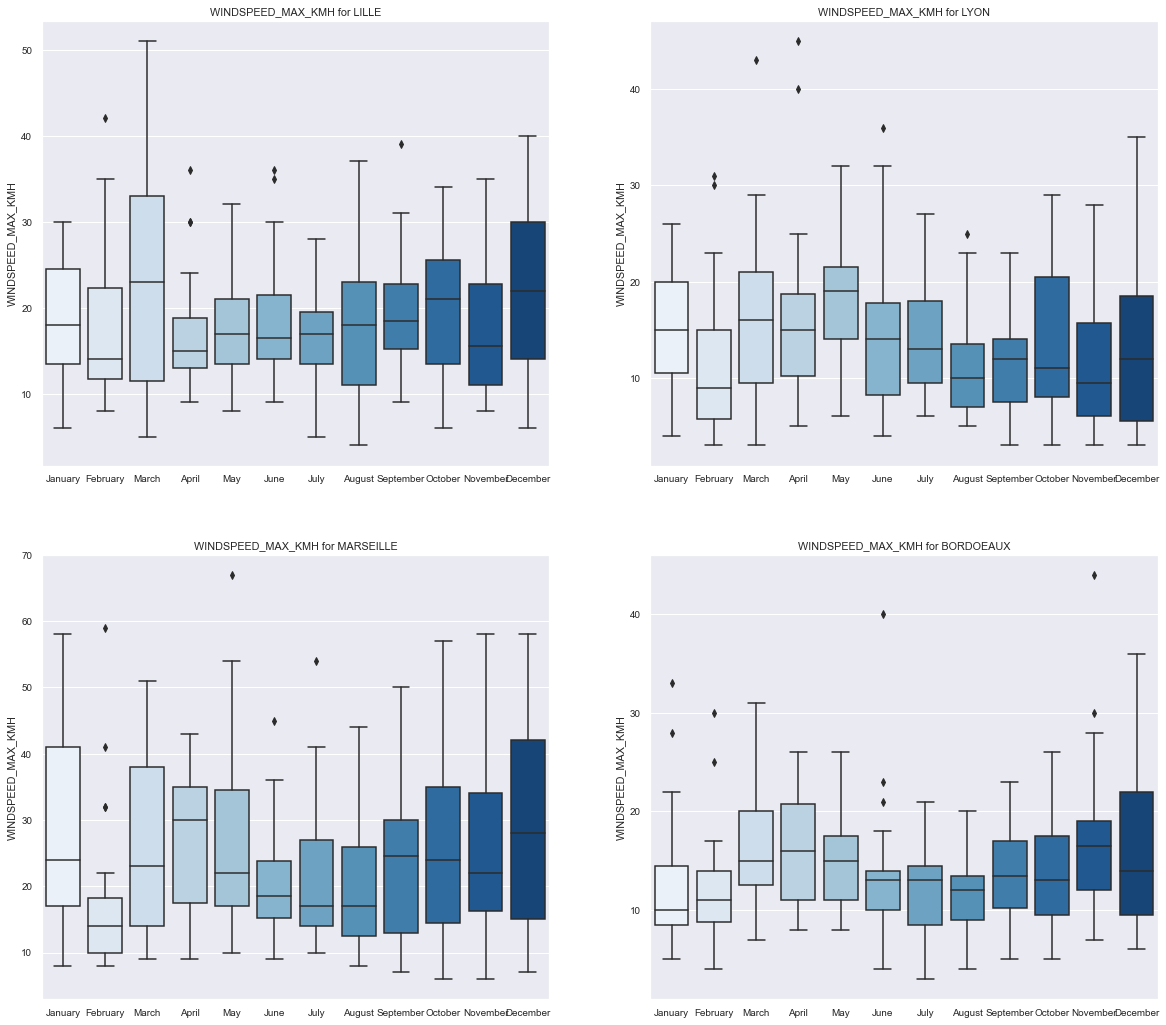 WINDSPEED_MAX_KMH for LILLE
WINDSPEED_MAX_KMH
50
40
30
20
10
January February March April May June July August September October November December
WINDSPEED_MAX_KMH for LYON
WINDSPEED_MAX_KMH
40
30
20
10
January February March April May June July August September October November December
WINDSPEED_MAX_KMH for MARSEILLE
WINDSPEED_MAX_KMH
70
60
50
40
30
20
10
January February March April May June July August September October November December
WINDSPEED_MAX_KMH for BORDOEAUX
WINDSPEED_MAX_KMH
40
30
20
10
January February March April May June July August September October November December